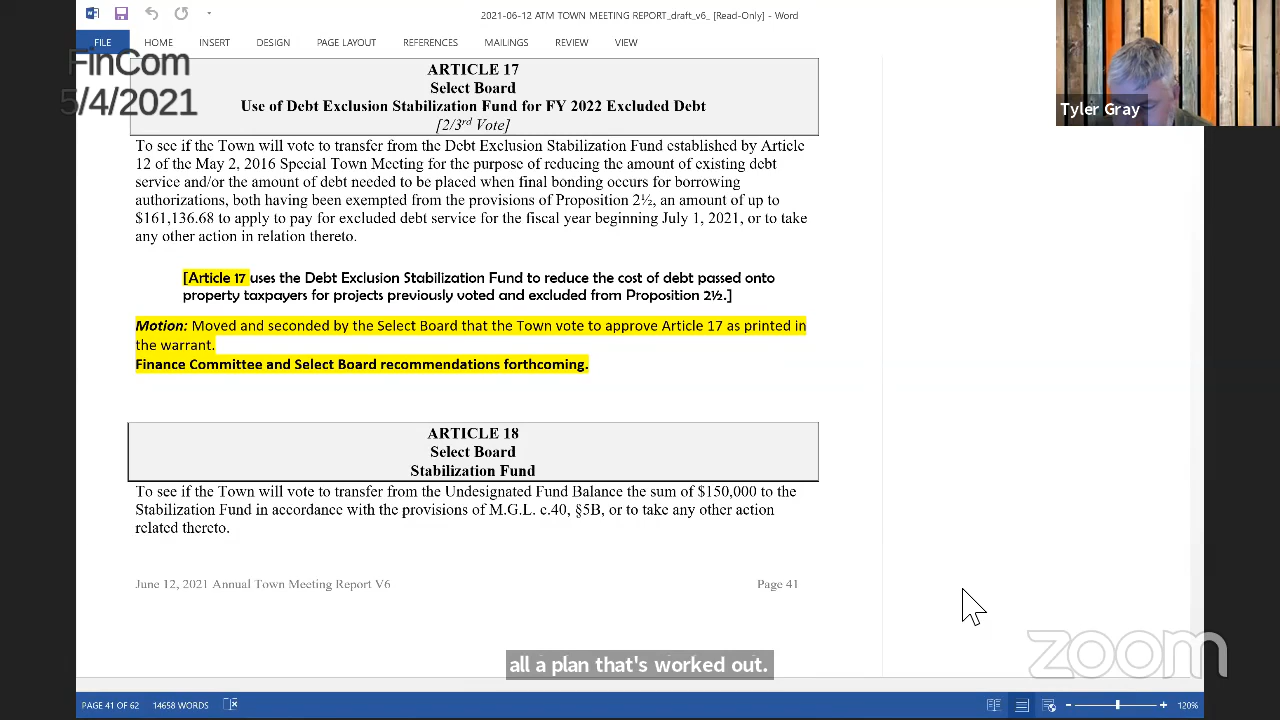 2021-06-12 ATM TOWN MEETING REPORT_draft_v6_ [Read-Only] - Word
FILE HOME INSERT DESIGN PAGE LAYOUT REFERENCES MAILINGS REVIEW VIEW
FinCom
5/4/2021
Tyler Gray
ARTICLE 17
Select Board
Use of Debt Exclusion Stabilization Fund for FY 2022 Excluded Debt
[2/3rd Vote]
To see if the Town will vote to transfer from the Debt Exclusion Stabilization Fund established by Article
12 of the May 2, 2016 Special Town Meeting for the purpose of reducing the amount of existing debt
service and/or the amount of debt needed to be placed when final bonding occurs for borrowing
authorizations, both having been exempted from the provisions of Proposition 2½, an amount of up to
$161,136.68 to apply to pay for excluded debt service for the fiscal year beginning July 1, 2021, or to take
any other action in relation thereto.
[Article 17 uses the Debt Exclusion Stabilization Fund to reduce the cost of debt passed onto
property taxpayers for projects previously voted and excluded from Proposition 2½.]
Motion: Moved and seconded by the Select Board that the Town vote to approve Article 17 as printed in
the warrant.
Finance Committee and Select Board recommendations forthcoming.
ARTICLE 18
Select Board
Stabilization Fund
To see if the Town will vote to transfer from the Undesignated Fund Balance the sum of $150,000 to the
Stabilization Fund in accordance with the provisions of M.G.L. c.40, §5B, or to take any other action
related thereto.
June 12, 2021 Annual Town Meeting Report V6 Page 41
zoom
all a plan that's worked out.
PAGE 41 OF 62 14658 WORDS 120%